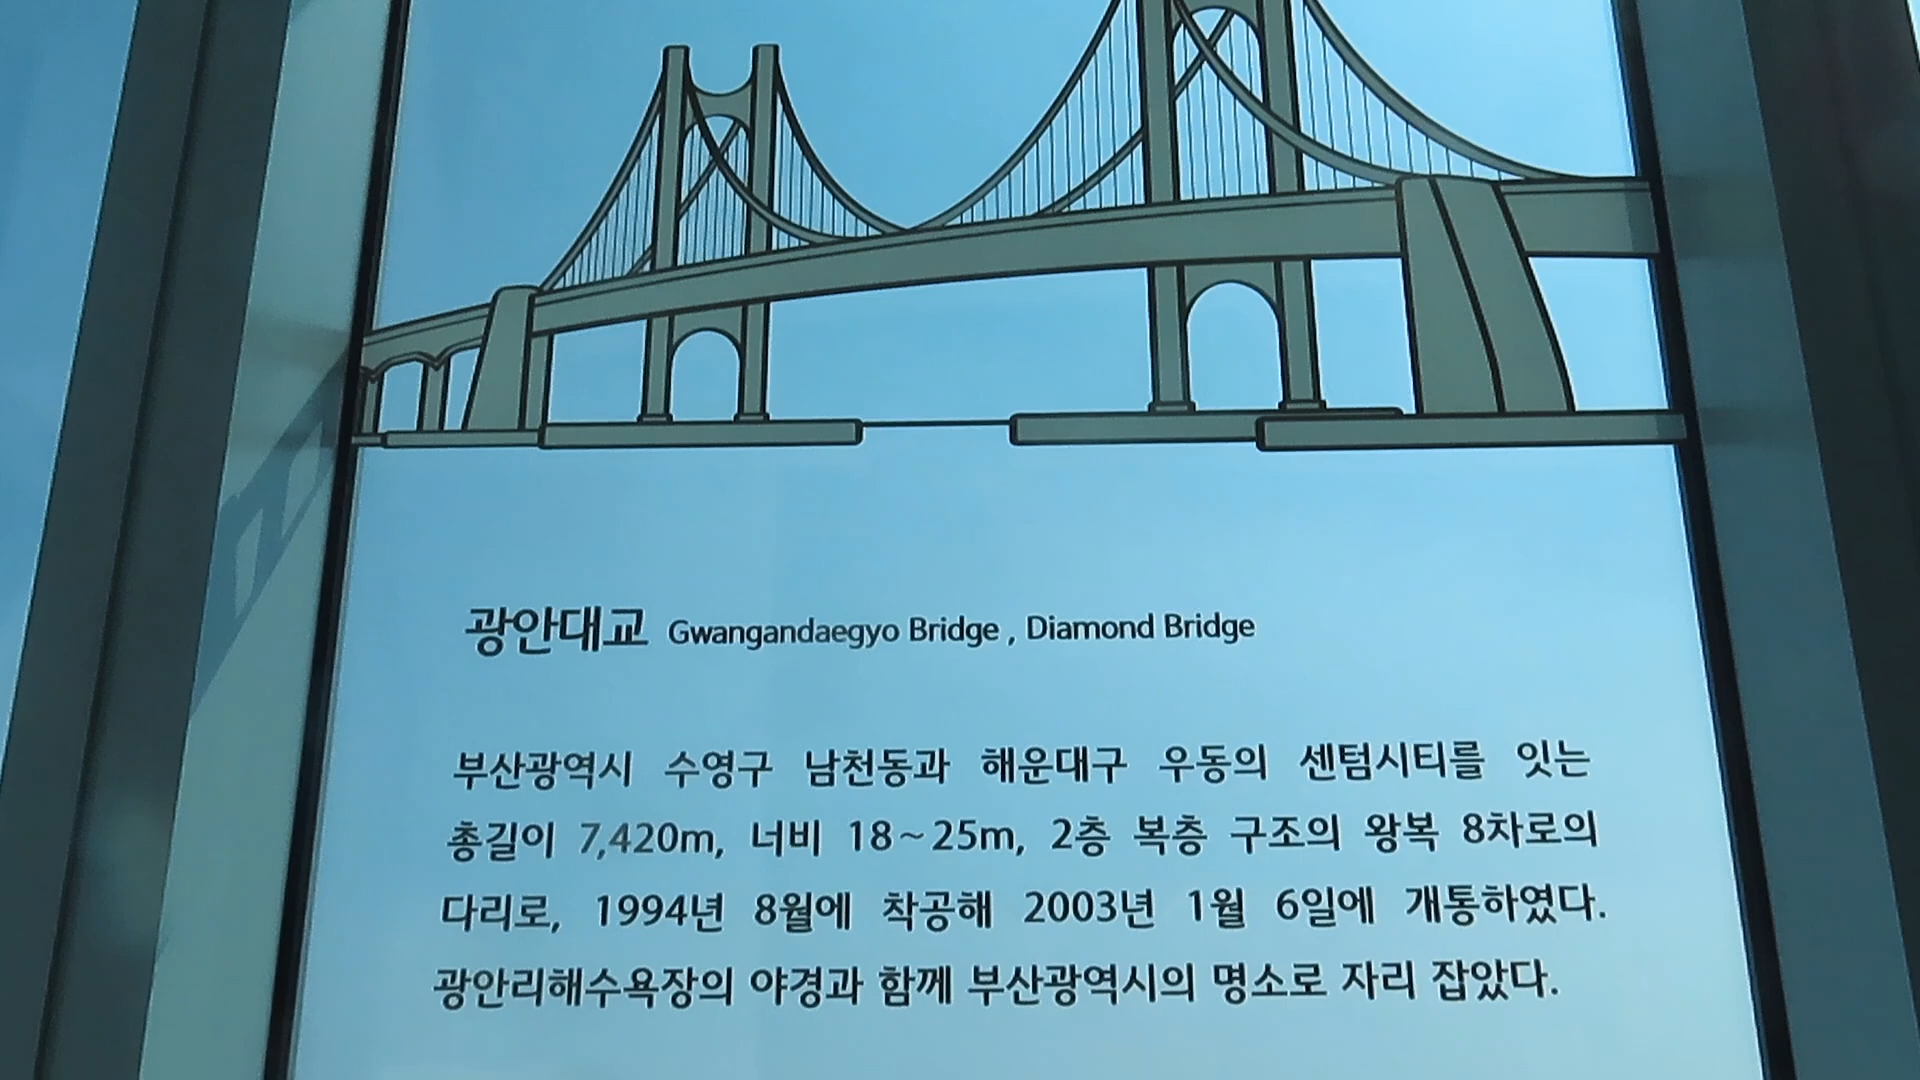 광안대교 Gwangandaegyo Bridge , Diamond Bridge
부산광역시 수영구 남천동과 해운대구 우동의 센텀시티를 잇는
총길이 7,420m, 너비 18~25m, 2층 복층 구조의 왕복 8차로의
다리로, 1994년 8월에 착공해 2003년 1월 6일에 개통하였다.
광안리해수욕장의 야경과 함께 부산광역시의 명소로 자리 잡았다.